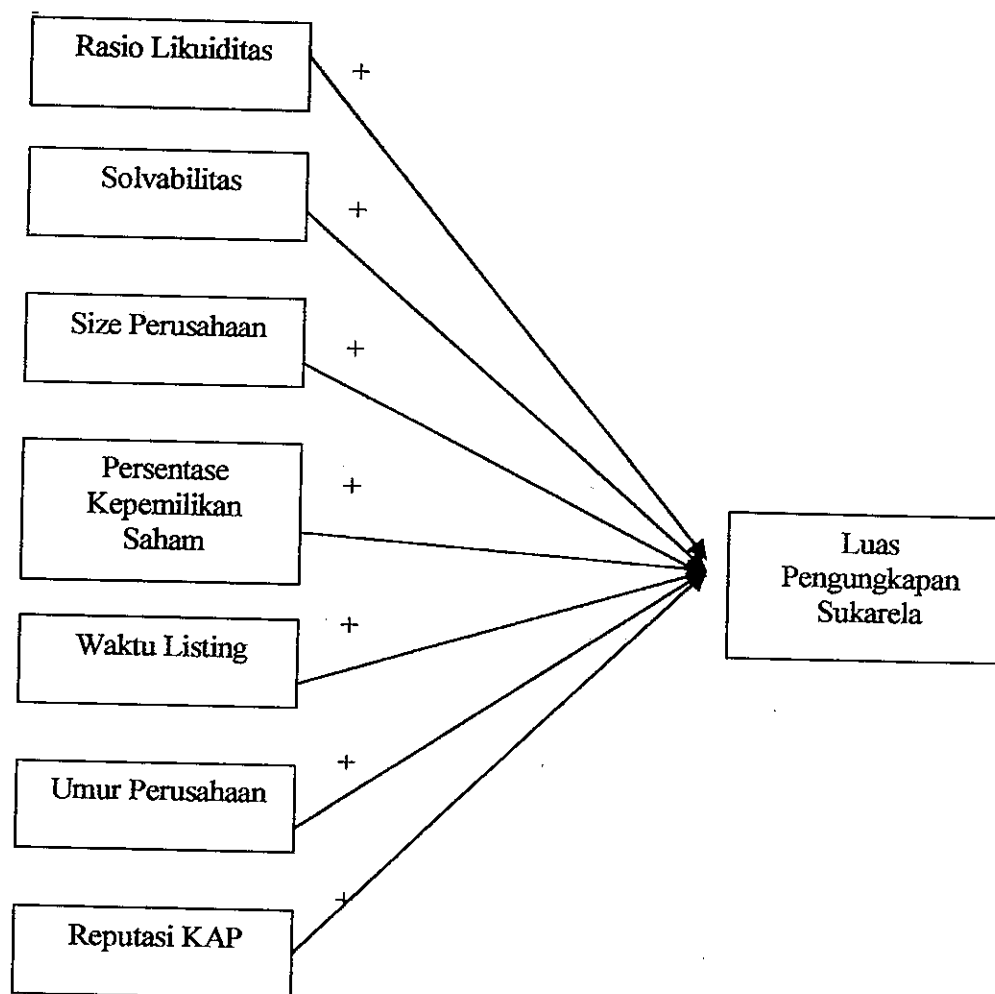 Rasio Likuiditas
+
Solvabilitas
+
Size Perusahaan
+
Persentase
Kepemilikan
Saham
+
Waktu Listing
+
Umur Perusahaan
+
Reputasi KAP
+
Luas
Pengungkapan
Sukarela